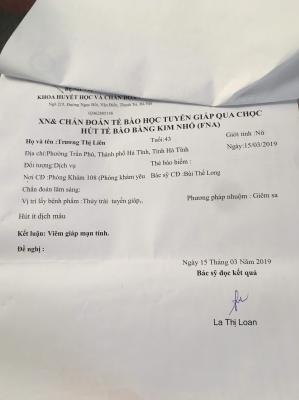 KHOA HUYẾT HỌC VÀ CHẨN ĐOÁN
XN& CHẨN ĐOÁN TẾ BÀO HỌC TUYẾN GIÁP QUA CHỌC
HÚT TẾ BÀO BẰNG KIM NHỎ (FNA)
Họ và tên :Trương Thị Liên Tuổi:43 Giới tính :Nữ
Địa chỉ:Phường Trần Phú, Thành phố Hà Tĩnh, Tỉnh Hà Tĩnh Ngày:15/03/2019
Đối tượng:Dịch vụ Thẻ bảo hiểm :
Nơi CĐ :Phòng Khám 108 (Phòng khám yêu Bác sỹ CĐ:Bùi Thế Long
Chẩn đoán lâm sàng:
Vị trí lấy bệnh phẩm :Thùy trái tuyến giáp,. Phương pháp nhuộm : Giêm sa
Hút ít dịch máu
Kết luận: Viêm giáp mạn tính.
Đề nghị :
Ngày 15 Tháng 03 Năm 2019
Bác sỹ đọc kết quả
La Thị Loan